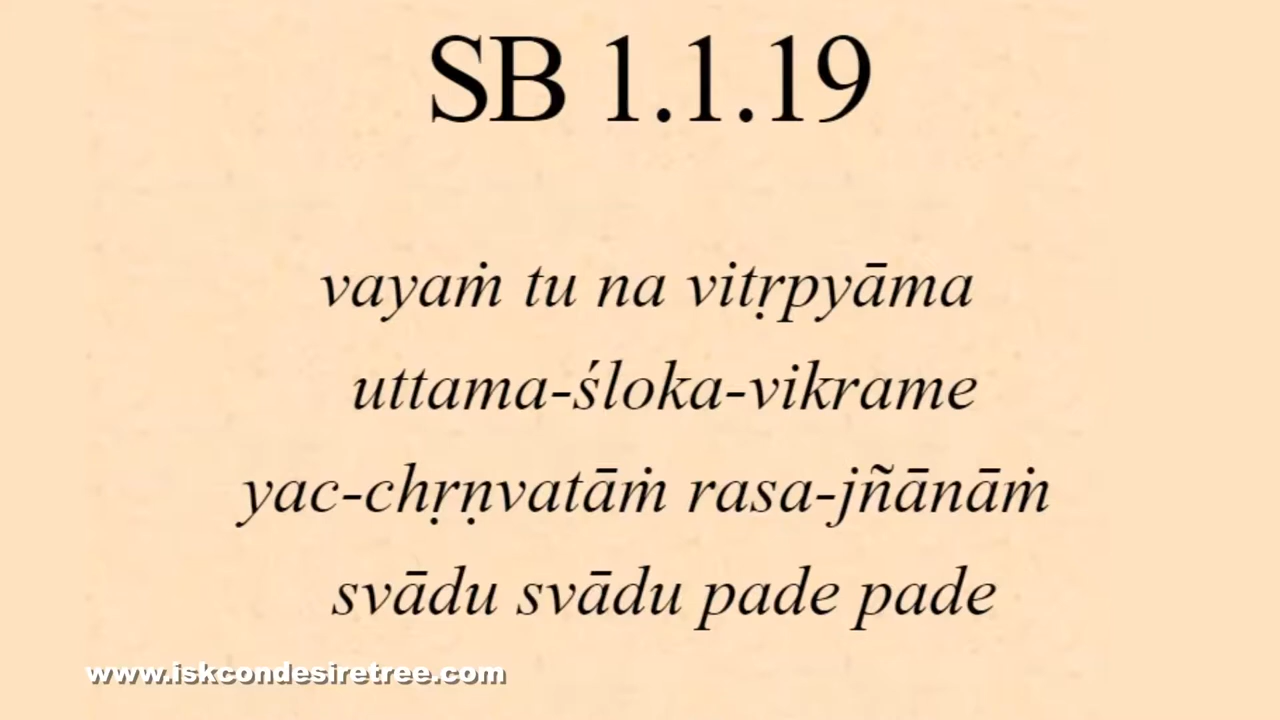 SB 1.1.19
vayaṁ tu na vitṛpyāma
uttama-śloka-vikrame
yac-chṛṇvatāṁ rasa-jñānāṁ
svādu svādu pade pade
www.iskcondesiretree.com